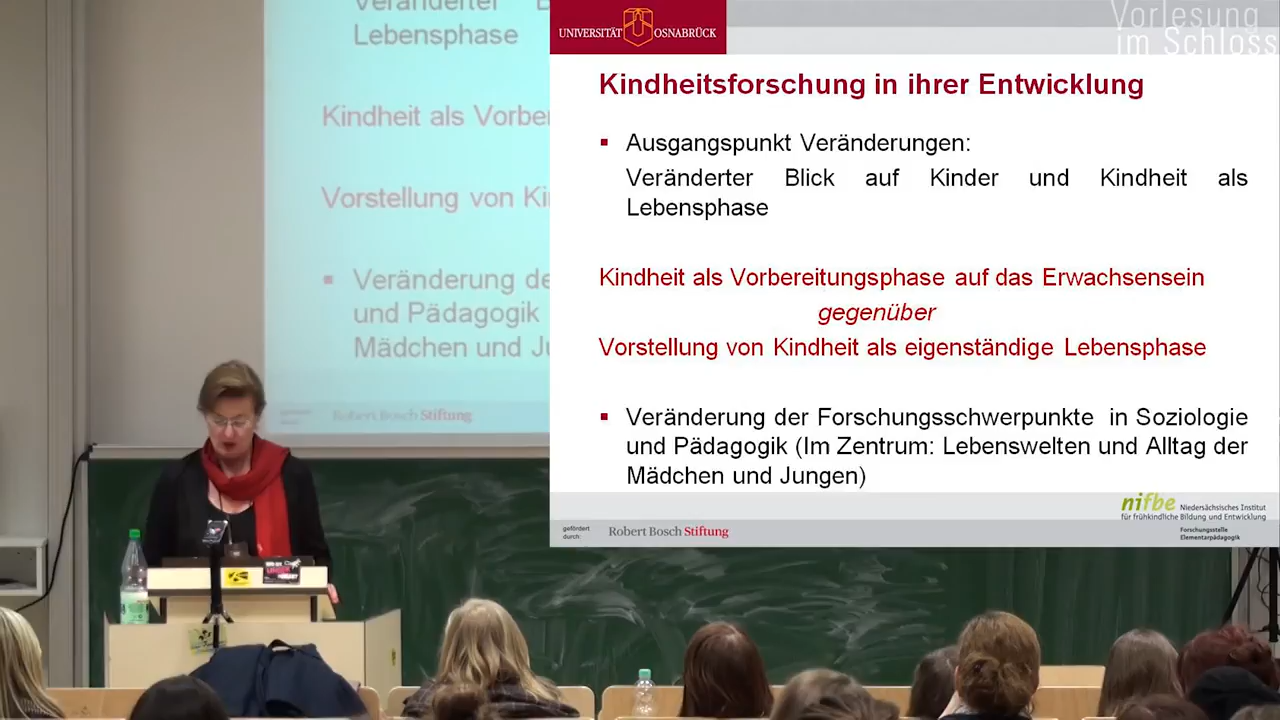 Veränderter B
Lebensphase
Kindheit als Vorbe
Vorstellung von Ki
Veränderung de
und Pädagogik
Mädchen und Ju
Robert Bosch Stiftung
UNIVERSITÄT OSNABRÜCK
Vorlesung
im Schloss
Kindheitsforschung in ihrer Entwicklung
▪ Ausgangspunkt Veränderungen:
Veränderter Blick auf Kinder und Kindheit als
Lebensphase
Kindheit als Vorbereitungsphase auf das Erwachsensein
gegenüber
Vorstellung von Kindheit als eigenständige Lebensphase
▪ Veränderung der Forschungsschwerpunkte in Soziologie
und Pädagogik (Im Zentrum: Lebenswelten und Alltag der
Mädchen und Jungen)
gefördert
durch:
Robert Bosch Stiftung
nifbe Niedersächsisches Institut
für frühkindliche Bildung und Entwicklung
Forschungsstelle
Elementarpädagogik